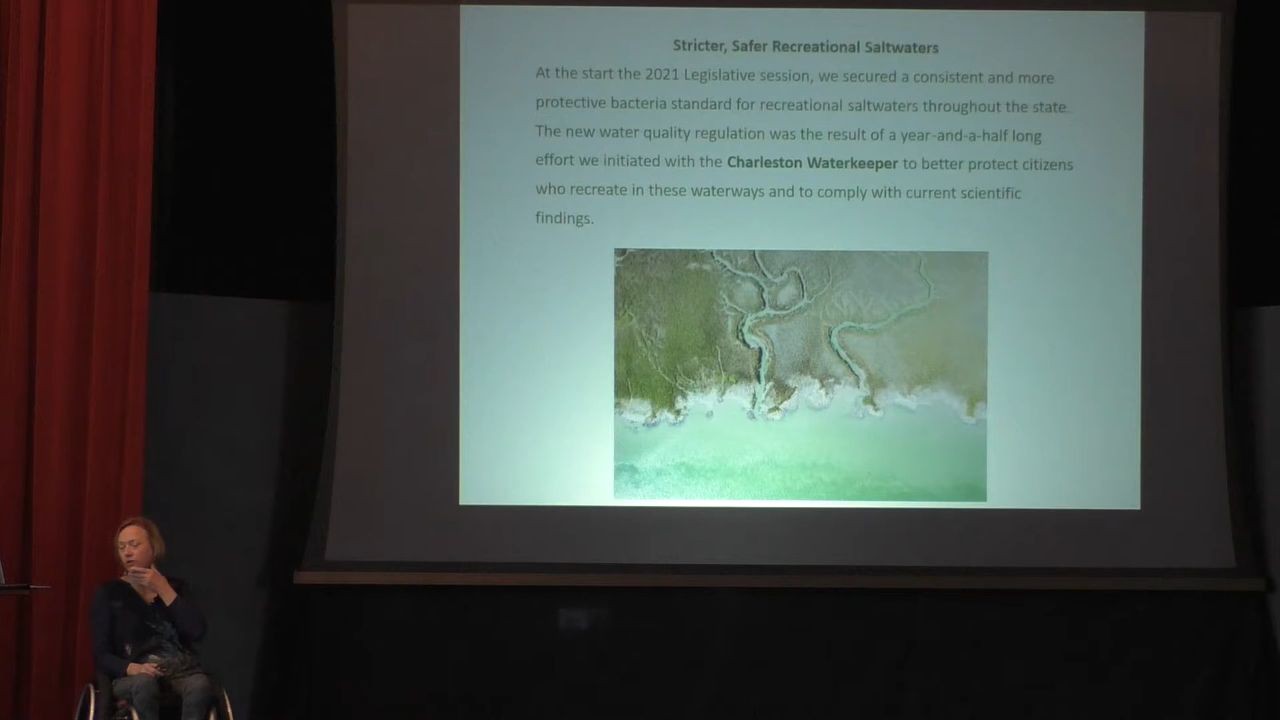 Stricter, Safer Recreational Saltwaters
At the start the 2021 Legislative session, we secured a consistent and more
protective bacteria standard for recreational saltwaters throughout the state.
The new water quality regulation was the result of a year-and-a-half long
effort we initiated with the Charleston Waterkeeper to better protect citizens
who recreate in these waterways and to comply with current scientific
findings.